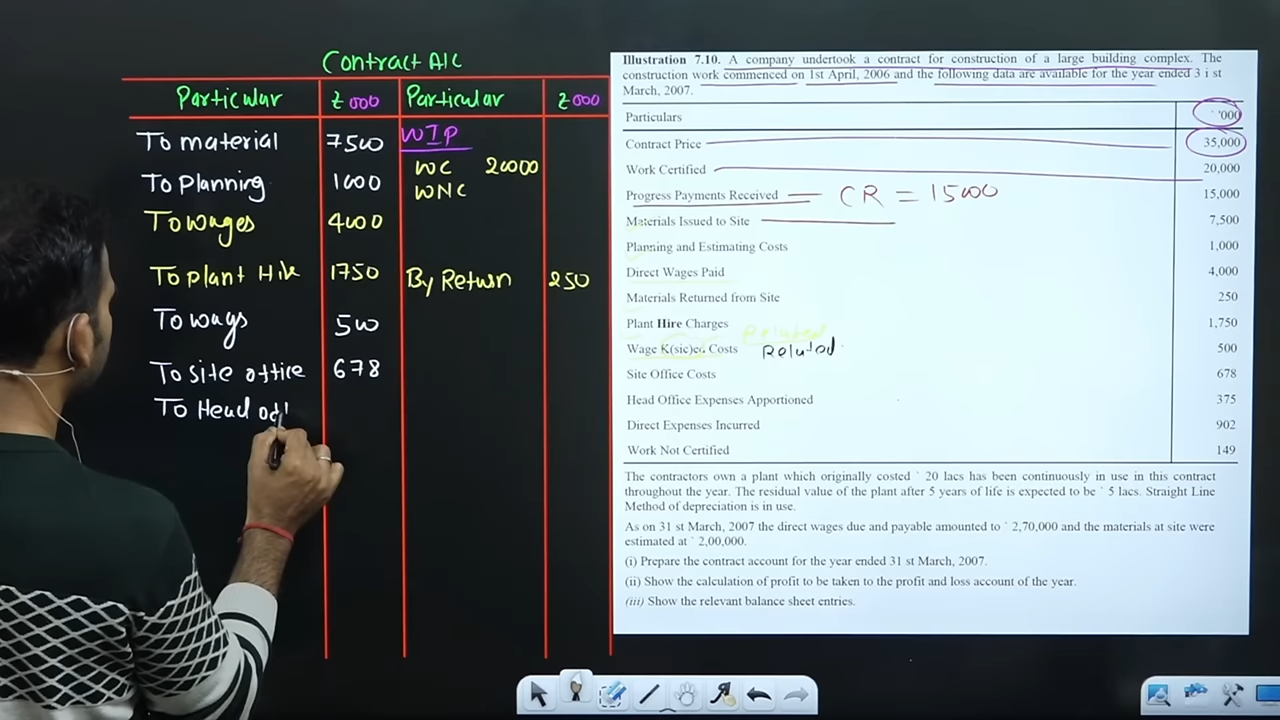 Contract A/C
Particular ₹ 000 Particular ₹ 000
To material 7500 WIP
WC 20000
To Planning 1000 WNC
To wages 4000
To Plant Hire 1750 By Return 250
To wags 500
To site office 678
To Head off
Illustration 7.10. A company undertook a contract for construction of a large building complex. The
construction work commenced on 1st April, 2006 and the following data are available for the year ended 3 i st
March, 2007.
Particulars ` '000
Contract Price 35,000
Work Certified 20,000
Progress Payments Received CR = 15000 15,000
Materials Issued to Site 7,500
Planning and Estimating Costs 1,000
Direct Wages Paid 4,000
Materials Returned from Site 250
Plant Hire Charges 1,750
Related
Wage K(sic)ed Costs Related 500
Site Office Costs 678
Head Office Expenses Apportioned 375
Direct Expenses Incurred 902
Work Not Certified 149
The contractors own a plant which originally costed ` 20 lacs has been continuously in use in this contract
throughout the year. The residual value of the plant after 5 years of life is expected to be ` 5 lacs. Straight Line
Method of depreciation is in use.
As on 31 st March, 2007 the direct wages due and payable amounted to ` 2,70,000 and the materials at site were
estimated at ` 2,00,000.
(i) Prepare the contract account for the year ended 31 st March, 2007.
(ii) Show the calculation of profit to be taken to the profit and loss account of the year.
(iii) Show the relevant balance sheet entries.